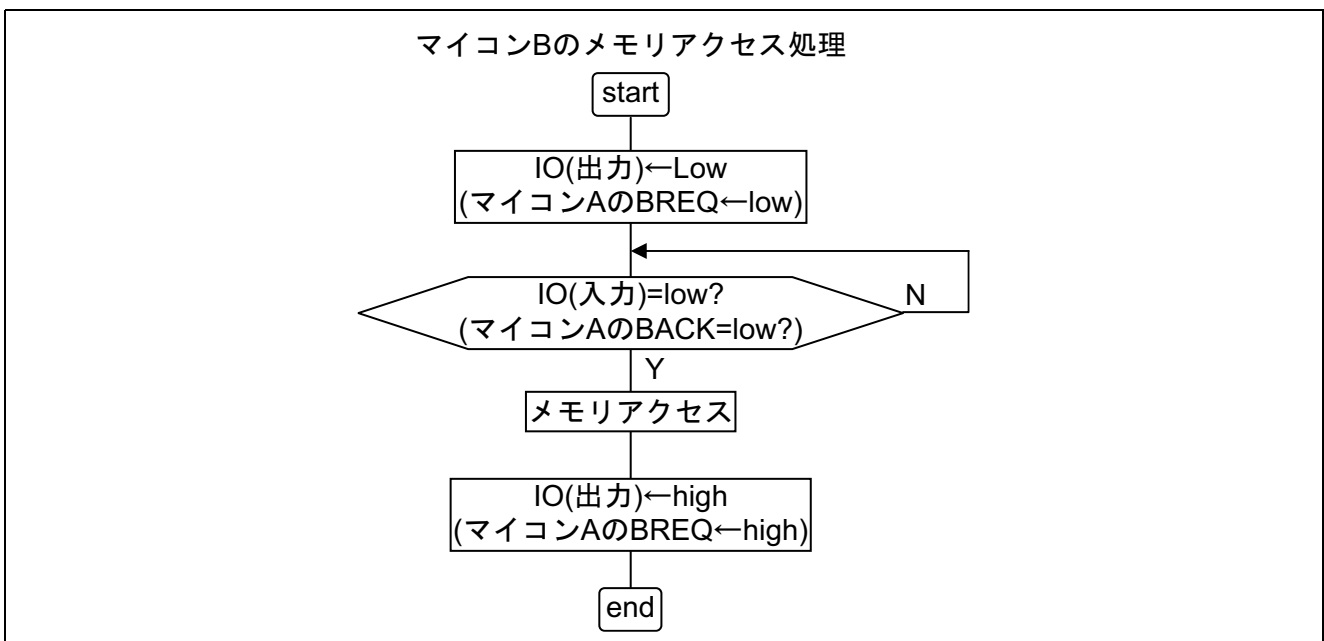 マイコンBのメモリアクセス処理
start
IO(出力)←Low
(マイコンAのBREQ←low)
IO(入力)=low?
(マイコンAのBACK=low?)
N
Y
メモリアクセス
IO(出力)←high
(マイコンAのBREQ←high)
end